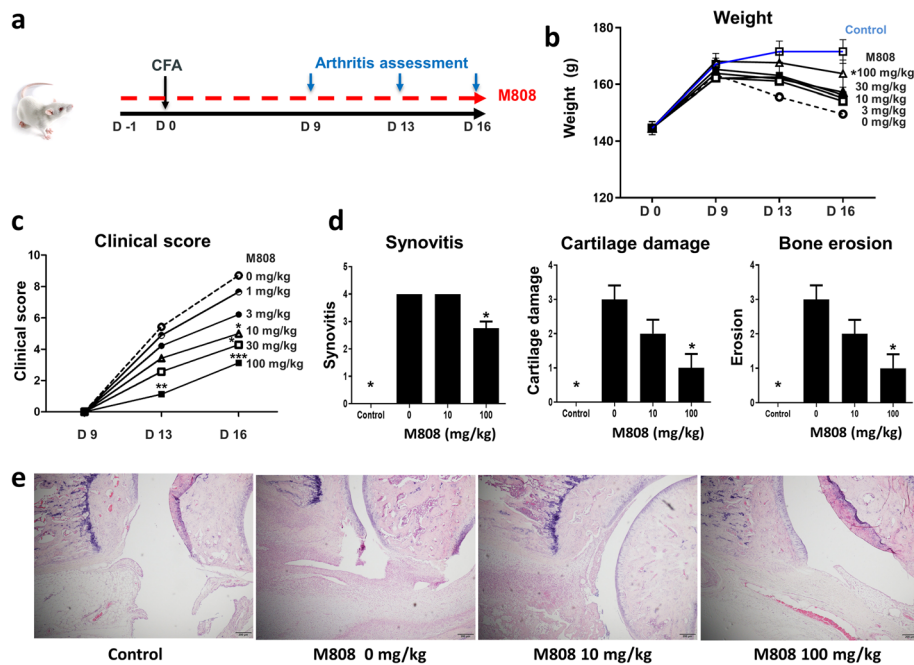 a
CFA
Arthritis assessment
M808
D -1
D 0
D 9
D 13
D 16
b
Weight
Control
M808
*100 mg/kg
30 mg/kg
10 mg/kg
3 mg/kg
0 mg/kg
Weight (g)
180
160
140
120
D 0
D 9
D 13
D 16
c
Clinical score
M808
0 mg/kg
1 mg/kg
3 mg/kg
*
10 mg/kg
*
30 mg/kg
***
100 mg/kg
**
Clinical score
10
8
6
4
2
0
D 9
D 13
D 16
d
Synovitis
Synovitis
5
4
3
2
1
0
*
*
Control
0
10
100
M808 (mg/kg)
Cartilage damage
Cartilage damage
4
3
2
1
0
*
*
Control
0
10
100
M808 (mg/kg)
Bone erosion
Erosion
4
3
2
1
0
*
*
Control
0
10
100
M808 (mg/kg)
e
Control
M808 0 mg/kg
M808 10 mg/kg
M808 100 mg/kg